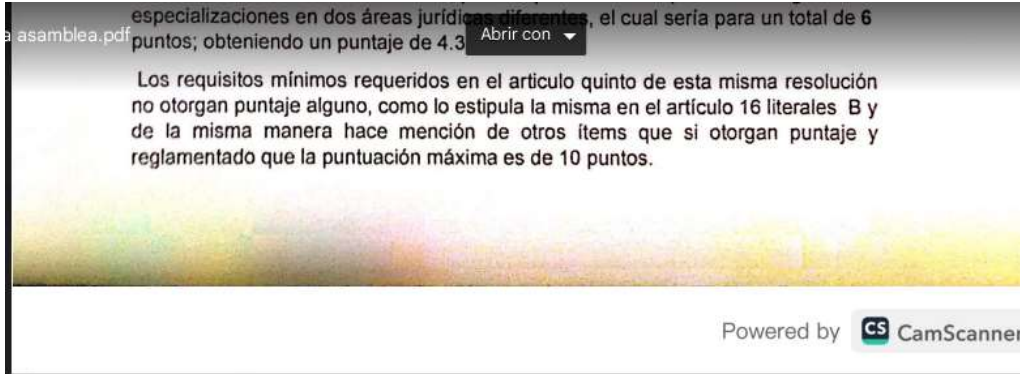 especializaciones en dos áreas jurídicas diferentes, el cual sería para un total de 6
a asamblea.pdf
puntos; obteniendo un puntaje de 4.3
Abrir con
Los requisitos mínimos requeridos en el articulo quinto de esta misma resolución
no otorgan puntaje alguno, como lo estipula la misma en el artículo 16 literales B y
de la misma manera hace mención de otros ítems que si otorgan puntaje y
reglamentado que la puntuación máxima es de 10 puntos.
Powered by CS CamScanner